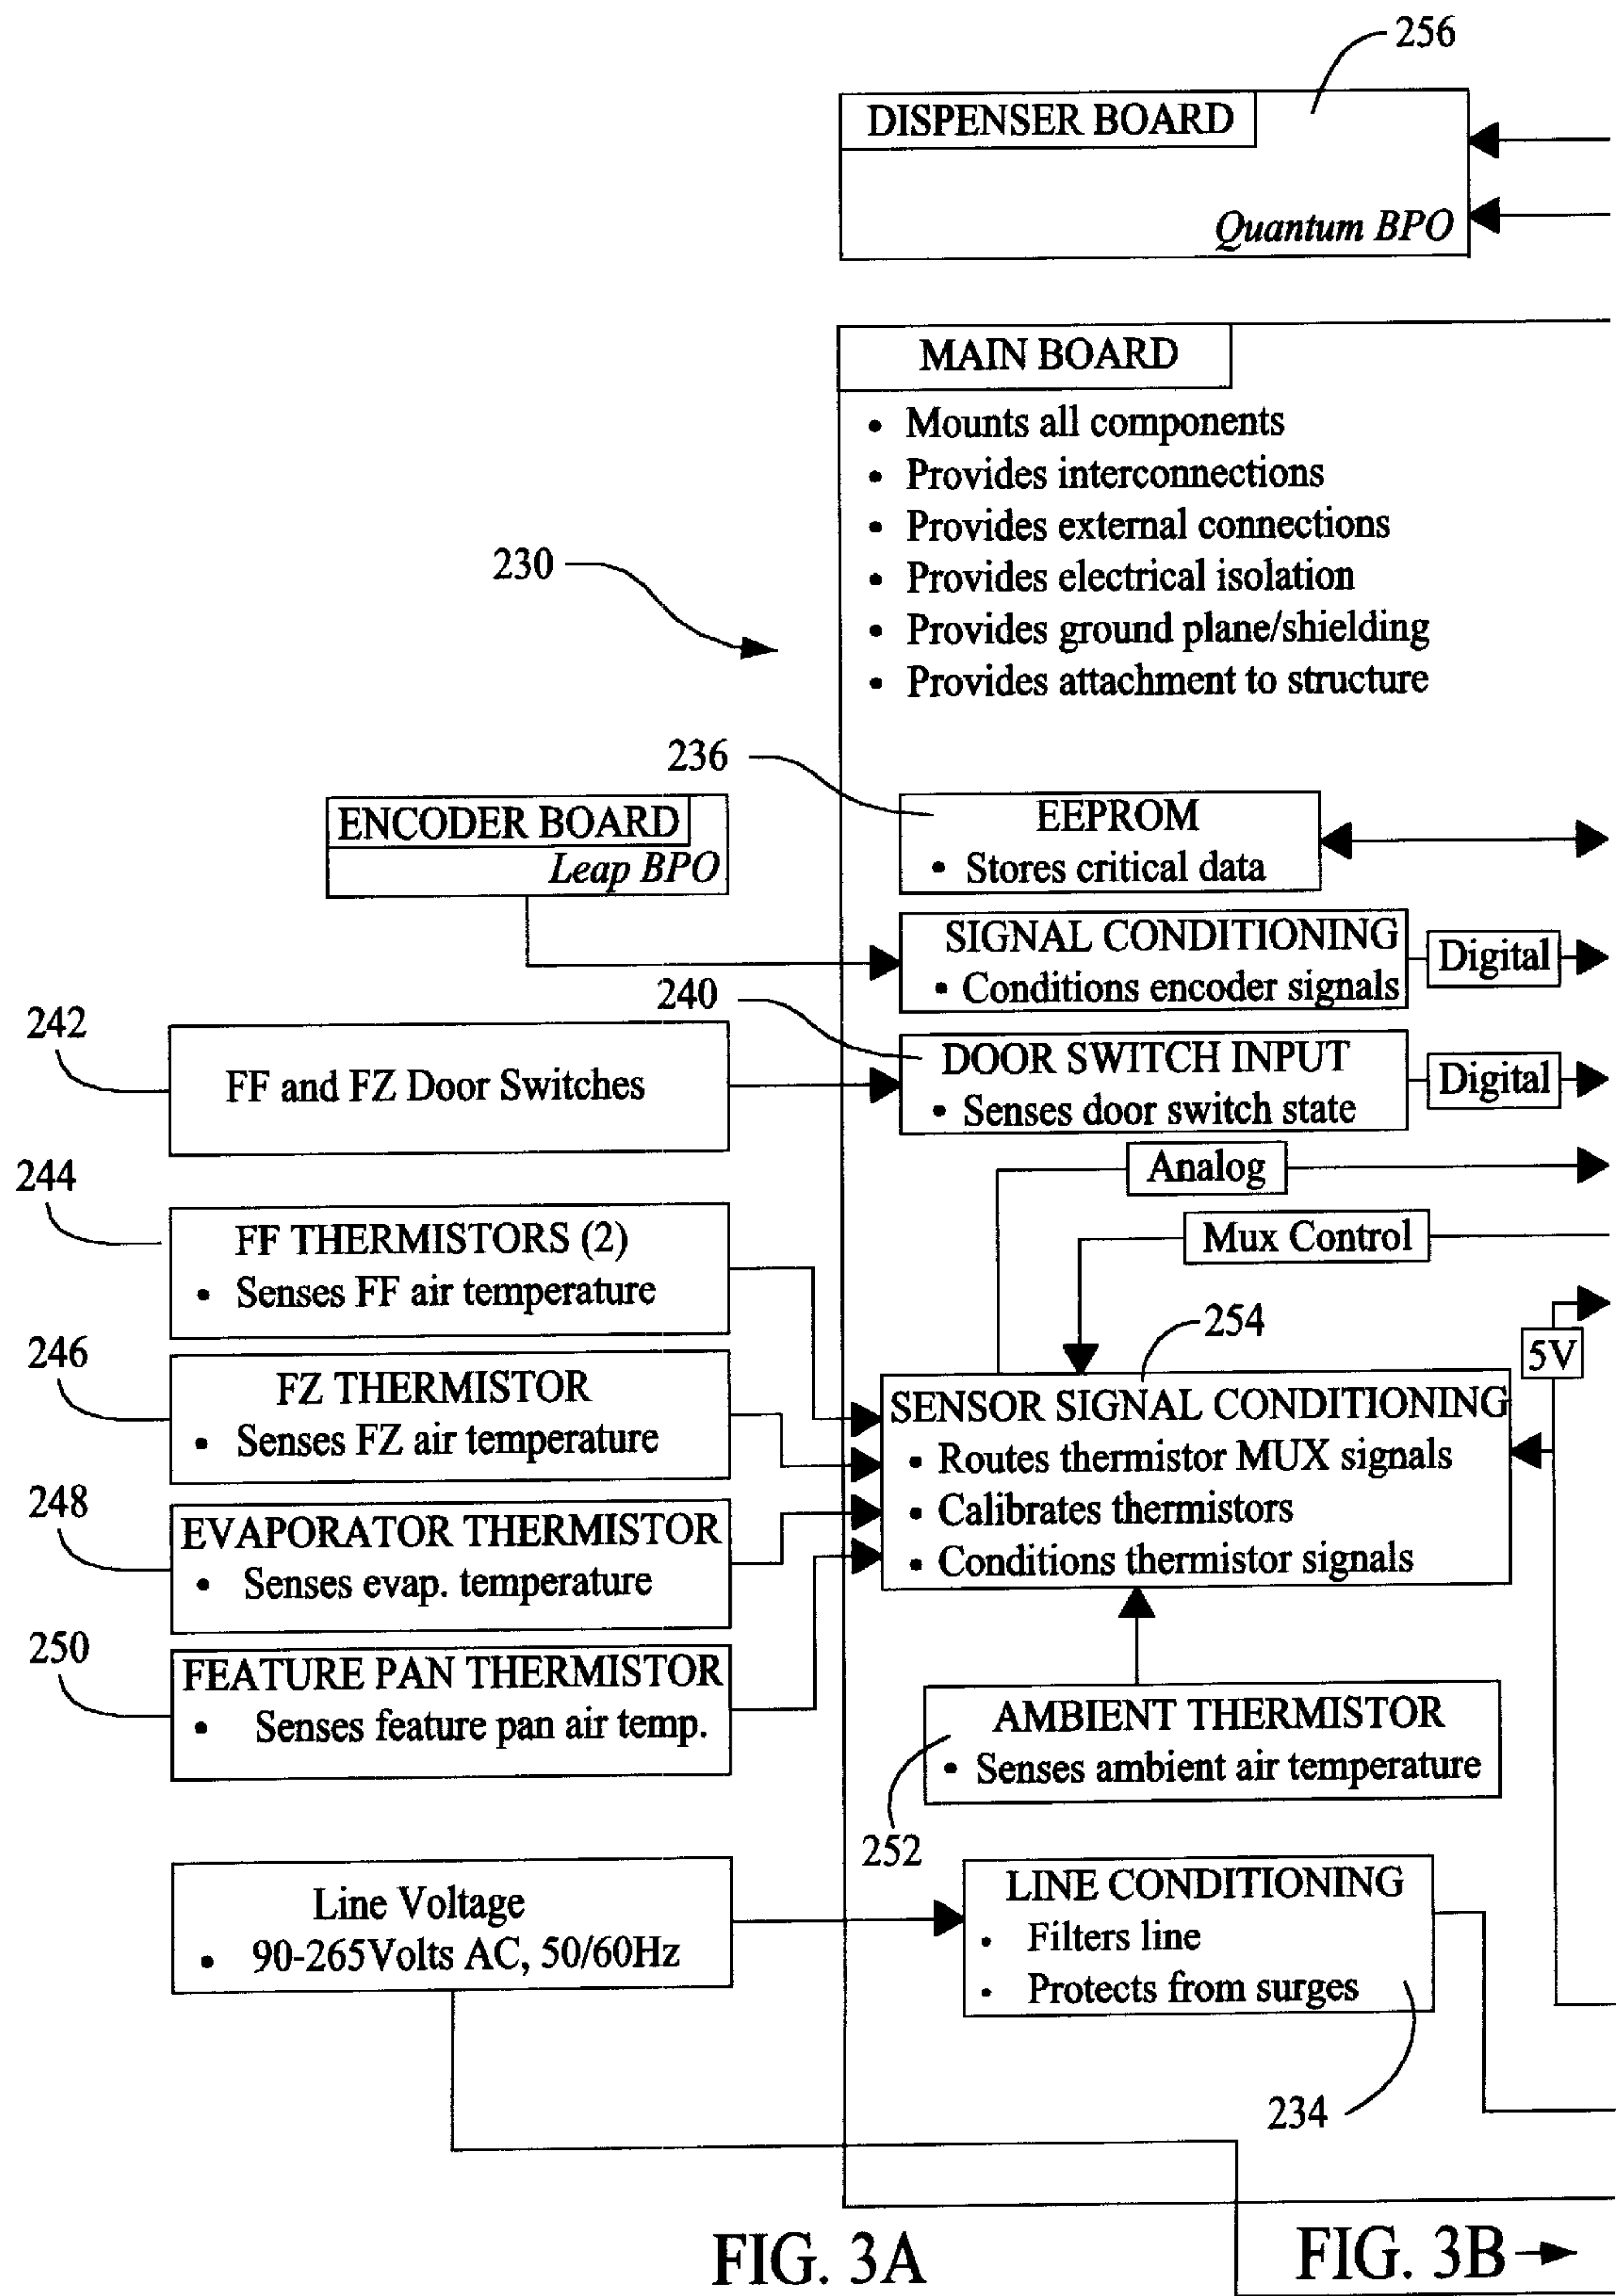 256
DISPENSER BOARD
Quantum BPO
MAIN BOARD
• Mounts all components
• Provides interconnections
• Provides external connections
230
• Provides electrical isolation
• Provides ground plane/shielding
• Provides attachment to structure
236
ENCODER BOARD
Leap BPO
EEPROM
• Stores critical data
SIGNAL CONDITIONING
• Conditions encoder signals
Digital
240
242
FF and FZ Door Switches
DOOR SWITCH INPUT
• Senses door switch state
Digital
Analog
244
FF THERMISTORS (2)
• Senses FF air temperature
Mux Control
254
5V
246
FZ THERMISTOR
• Senses FZ air temperature
SENSOR SIGNAL CONDITIONING
• Routes thermistor MUX signals
• Calibrates thermistors
• Conditions thermistor signals
248
EVAPORATOR THERMISTOR
• Senses evap. temperature
250
FEATURE PAN THERMISTOR
• Senses feature pan air temp.
AMBIENT THERMISTOR
• Senses ambient air temperature
252
Line Voltage
• 90-265Volts AC, 50/60Hz
LINE CONDITIONING
• Filters line
• Protects from surges
234
FIG. 3A
FIG. 3B